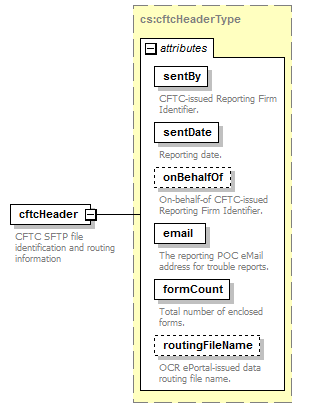 cs:cftcHeaderType
attributes
sentBy
CFTC-issued Reporting Firm
Identifier.
sentDate
Reporting date.
onBehalfOf
On-behalf-of CFTC-issued
Reporting Firm Identifier.
cftcHeader
CFTC SFTP file
identification and routing
information
email
The reporting POC eMail
address for trouble reports.
formCount
Total number of enclosed
forms.
routingFileName
OCR ePortal-issued data
routing file name.